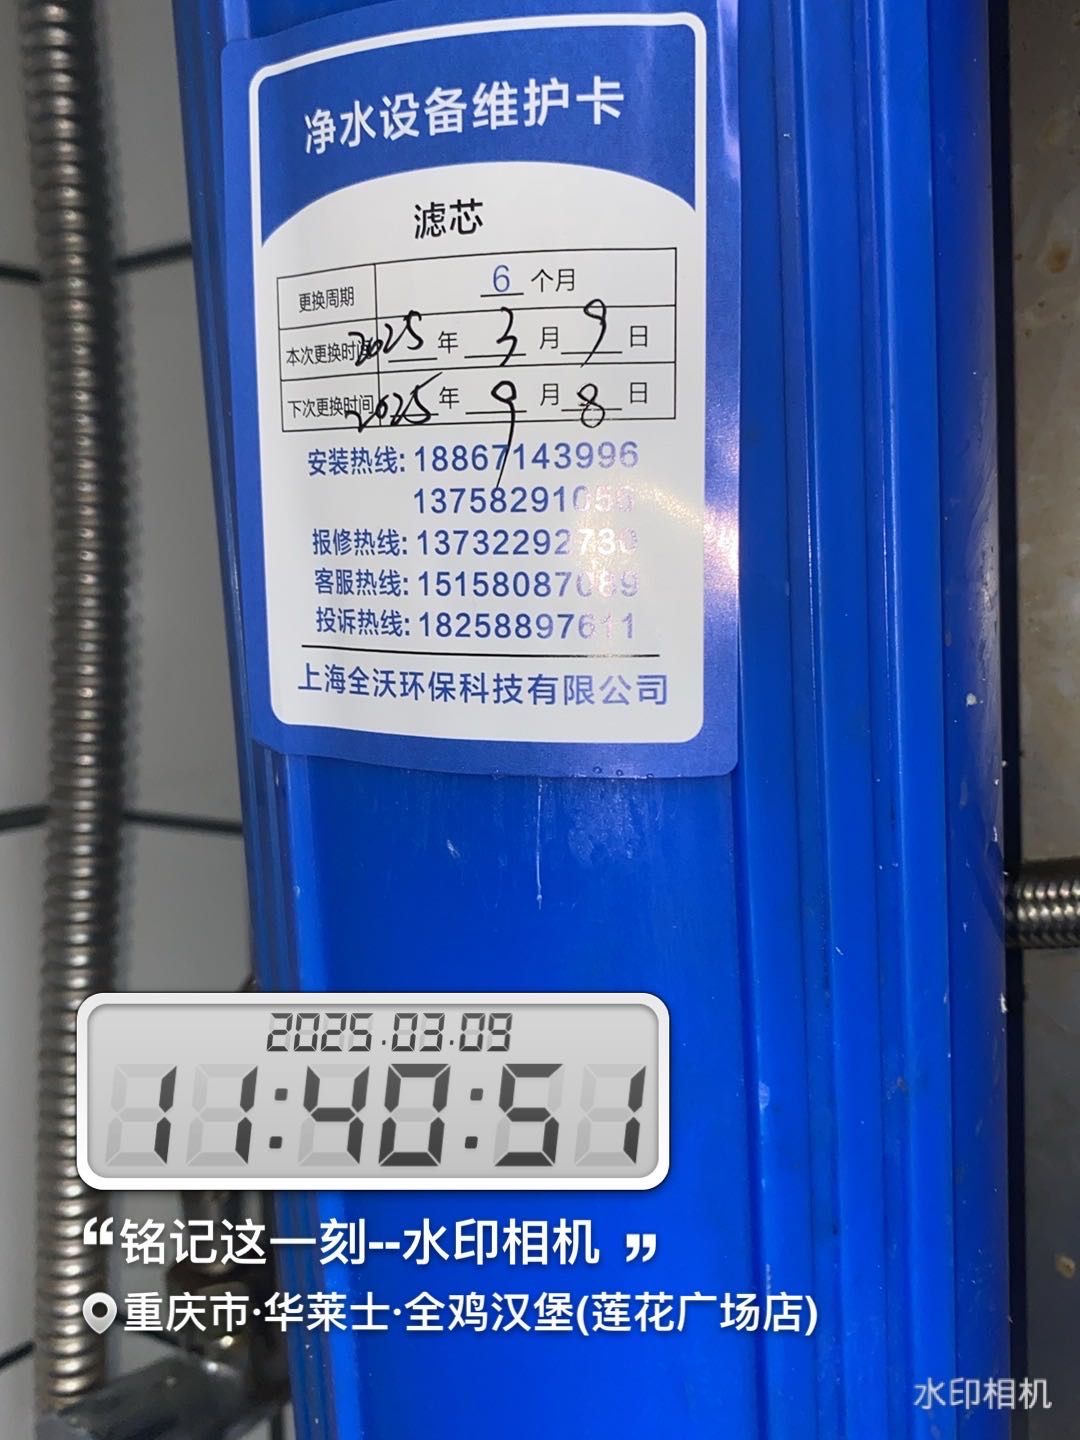 净水设备维护卡
滤芯
更换周期 6 个月
本次更换时间 2025 年 3 月 9 日
下次更换时间 2025 年 9 月 8 日
安装热线: 18867143996
13758291050
报修热线: 13732292730
客服热线: 15158087089
投诉热线: 18258897611
上海全沃环保科技有限公司
2025.03.09
11:40:51
“铭记这一刻--水印相机”
重庆市·华莱士·全鸡汉堡(莲花广场店)
水印相机